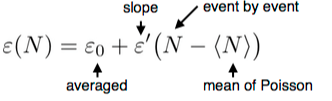 slope event by event
ε(N) = ε₀ + ε′(N − ⟨N⟩)
averaged mean of Poisson